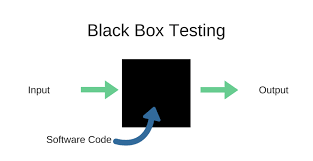 Black Box Testing
Input
Output
Software Code